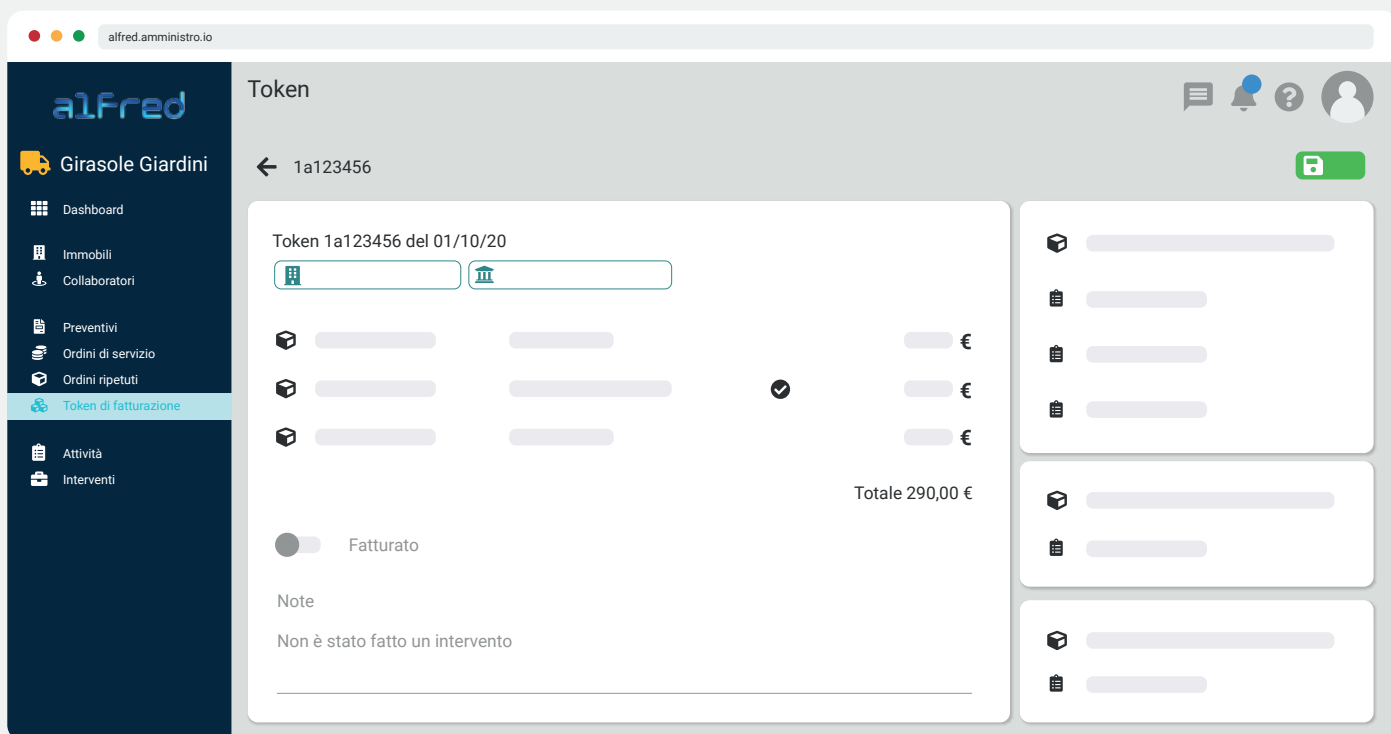 alfred.amministro.io
alfred
Token
Girasole Giardini
1a123456
Dashboard
Immobili
Collaboratori
Preventivi
Ordini di servizio
Ordini ripetuti
Token di fatturazione
Attività
Interventi
Token 1a123456 del 01/10/20
€
€
€
Totale 290,00 €
Fatturato
Note
Non è stato fatto un intervento